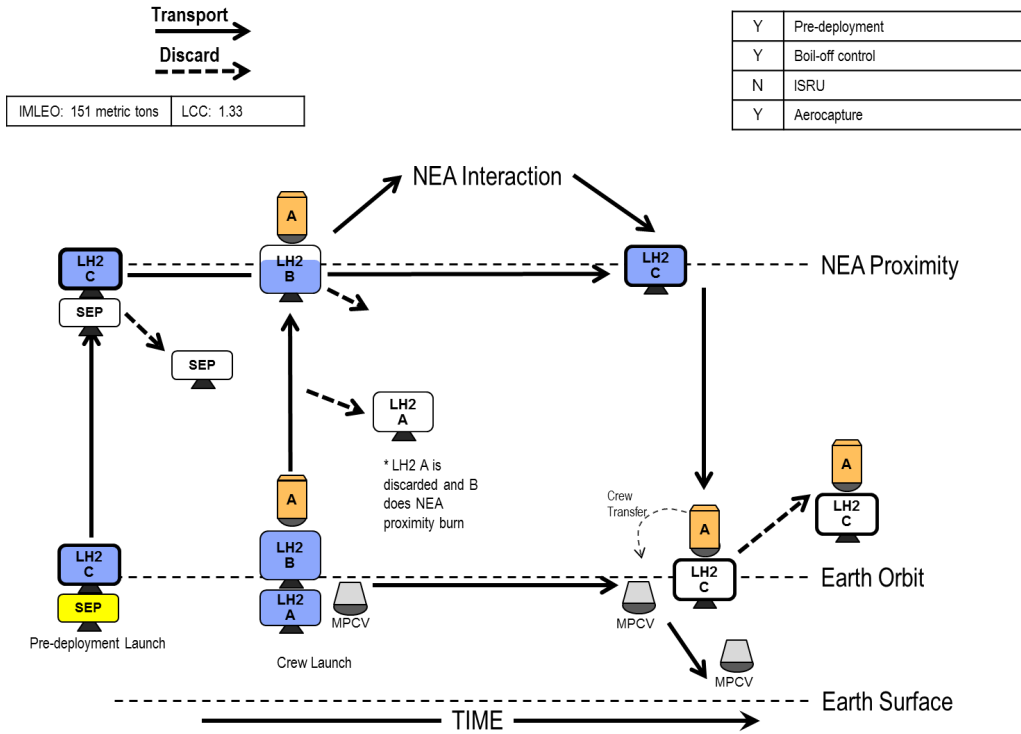 Transport
Discard
IMLEO: 151 metric tons
LCC: 1.33
Y
Pre-deployment
Y
Boil-off control
N
ISRU
Y
Aerocapture
NEA Interaction
A
LH2
C
SEP
LH2
B
LH2
C
NEA Proximity
SEP
LH2
A
* LH2 A is
discarded and B
does NEA
proximity burn
A
LH2
B
LH2
A
MPCV
Crew Launch
LH2
C
SEP
Pre-deployment Launch
Crew
Transfer
A
LH2
C
MPCV
A
LH2
C
Earth Orbit
MPCV
Earth Surface
TIME